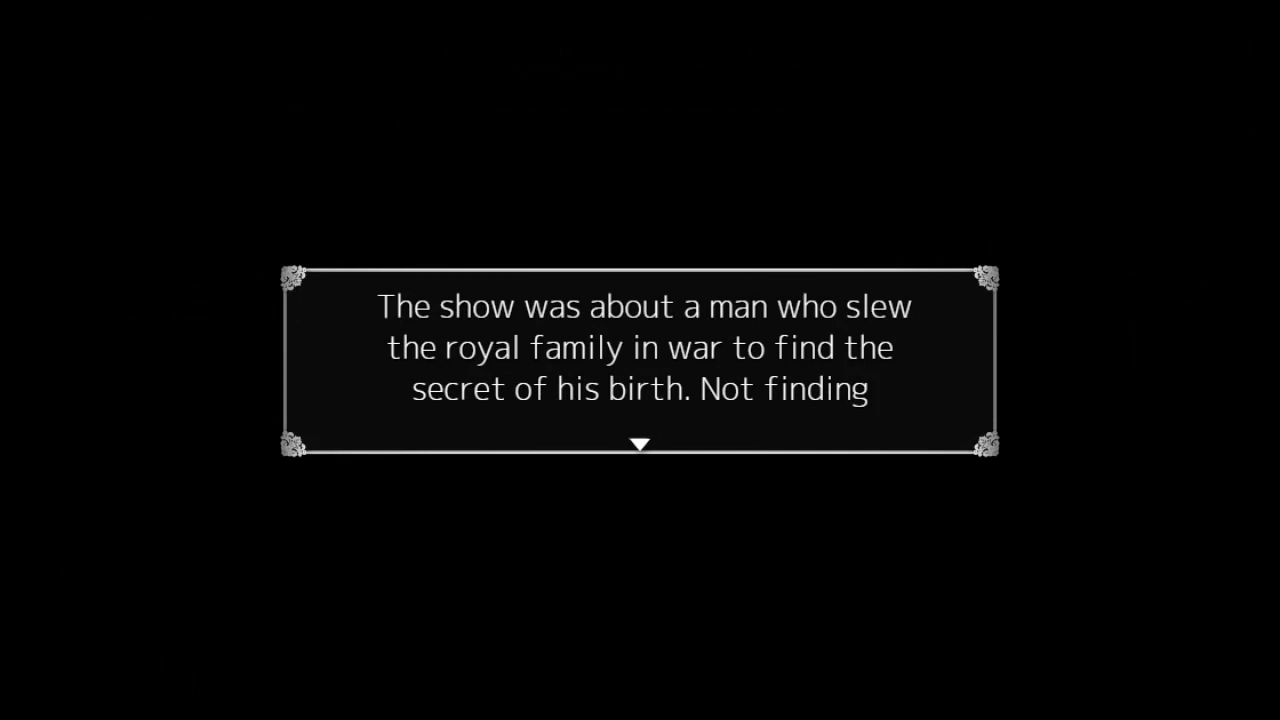 The show was about a man who slew
the royal family in war to find the
secret of his birth. Not finding